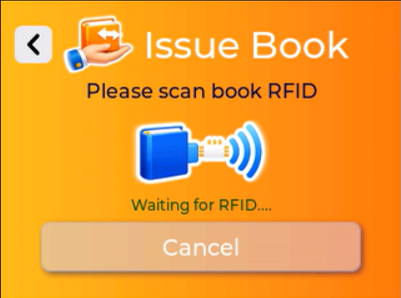 Issue Book
Please scan book RFID
Waiting for RFID....
Cancel